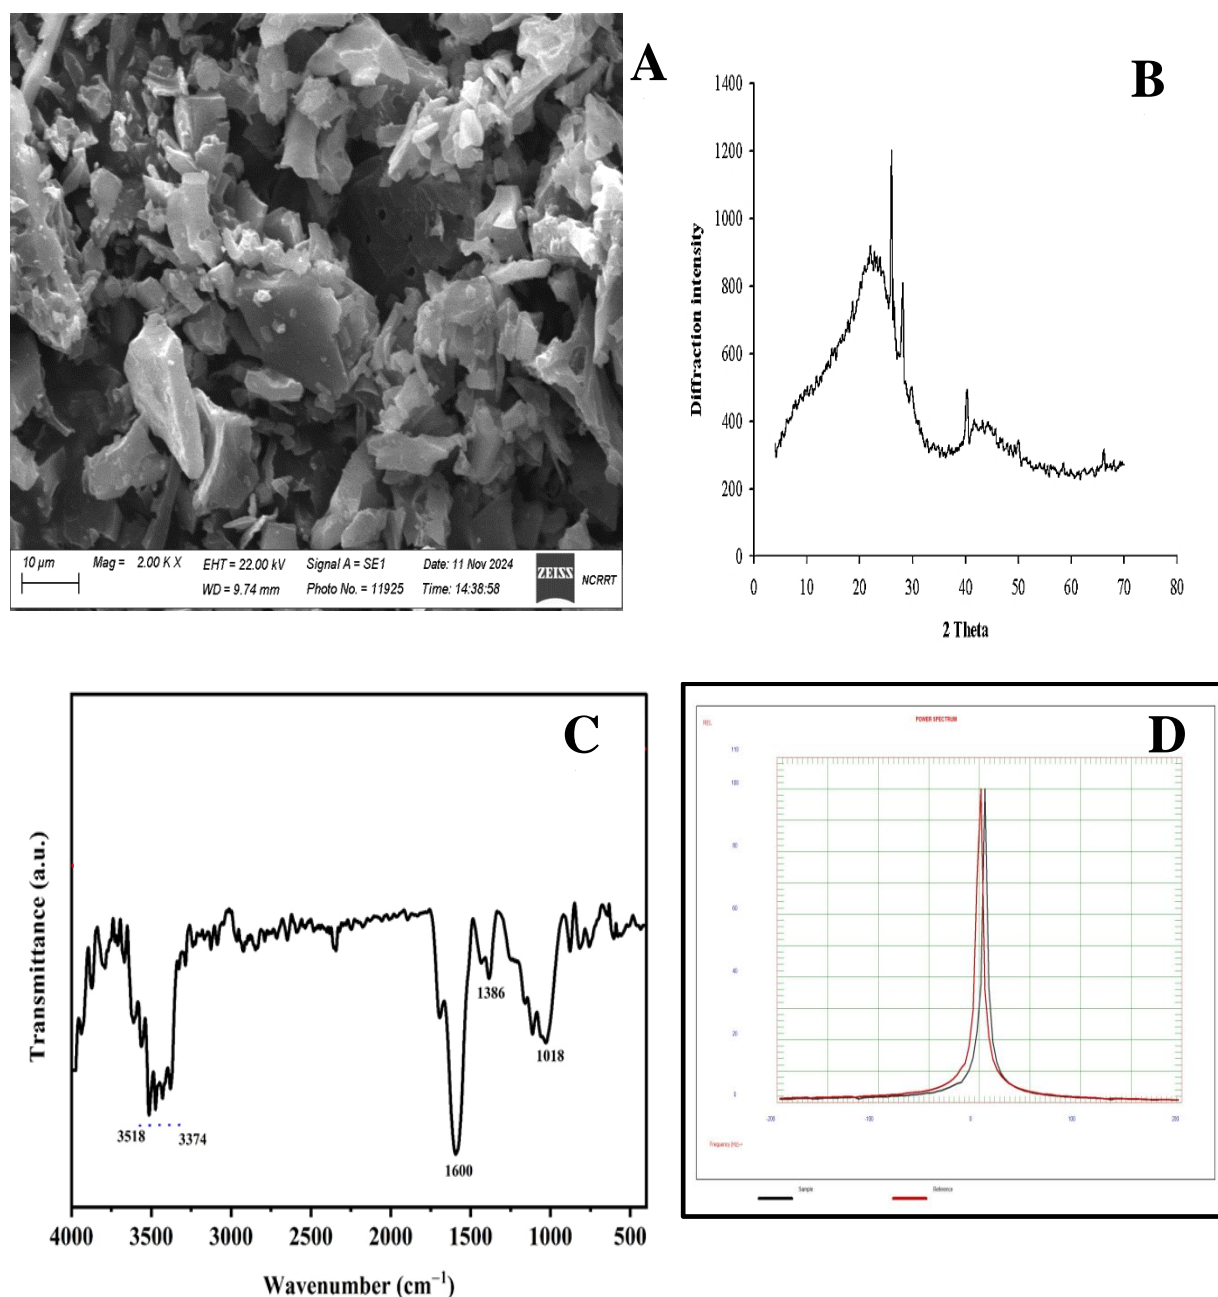 A
10 µm
Mag = 2.00 K X
EHT = 22.00 kV
WD = 9.74 mm
Signal A = SE1
Photo No. = 11925
Date: 11 Nov 2024
Time: 14:38:58
ZEISS
NCRRT
B
Diffraction intensity
1400
1200
1000
800
600
400
200
0
0 10 20 30 40 50 60 70 80
2 Theta
C
Transmittance (a.u.)
1386
1018
3518
3374
1600
4000 3500 3000 2500 2000 1500 1000 500
Wavenumber (cm⁻¹)
D
REL
POWER SPECTRUM
110
100
80
60
40
20
0
-200 -100 0 100 200
Frequency (Hz)
Sample
Reference